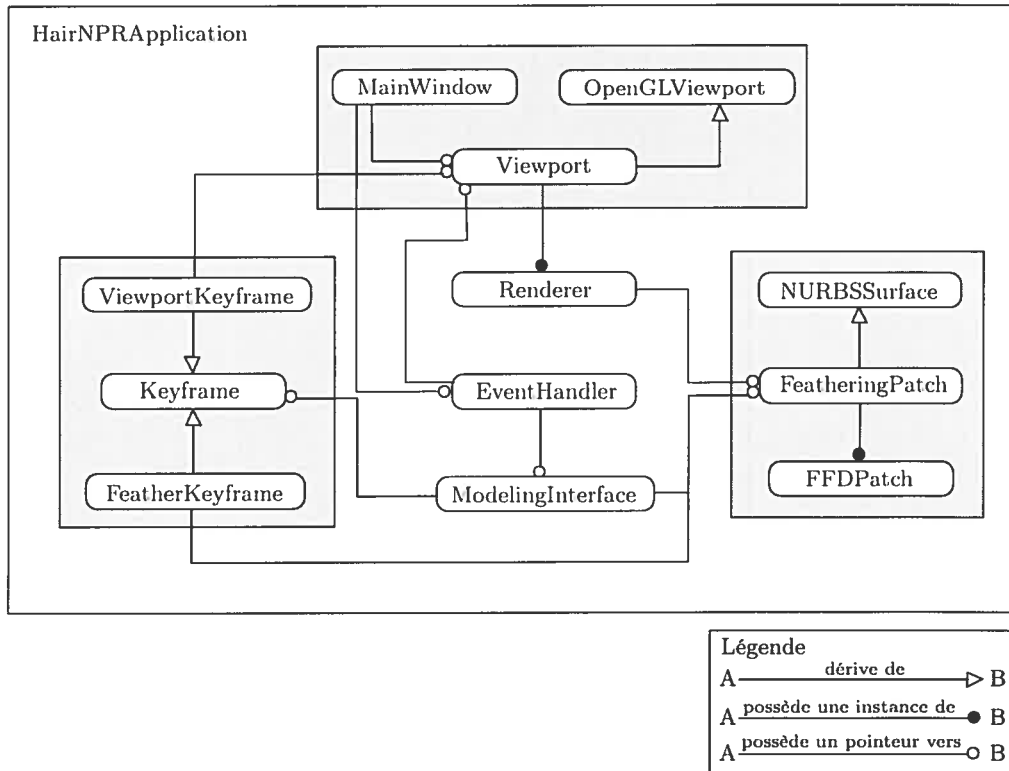 HairNPRApplication
MainWindow
OpenGLViewport
Viewport
ViewportKeyframe
Renderer
NURBSSurface
Keyframe
EventHandler
FeatheringPatch
FeatherKeyframe
ModelingInterface
FFDPatch
Légende
A dérive de B
A possède une instance de B
A possède un pointeur vers B